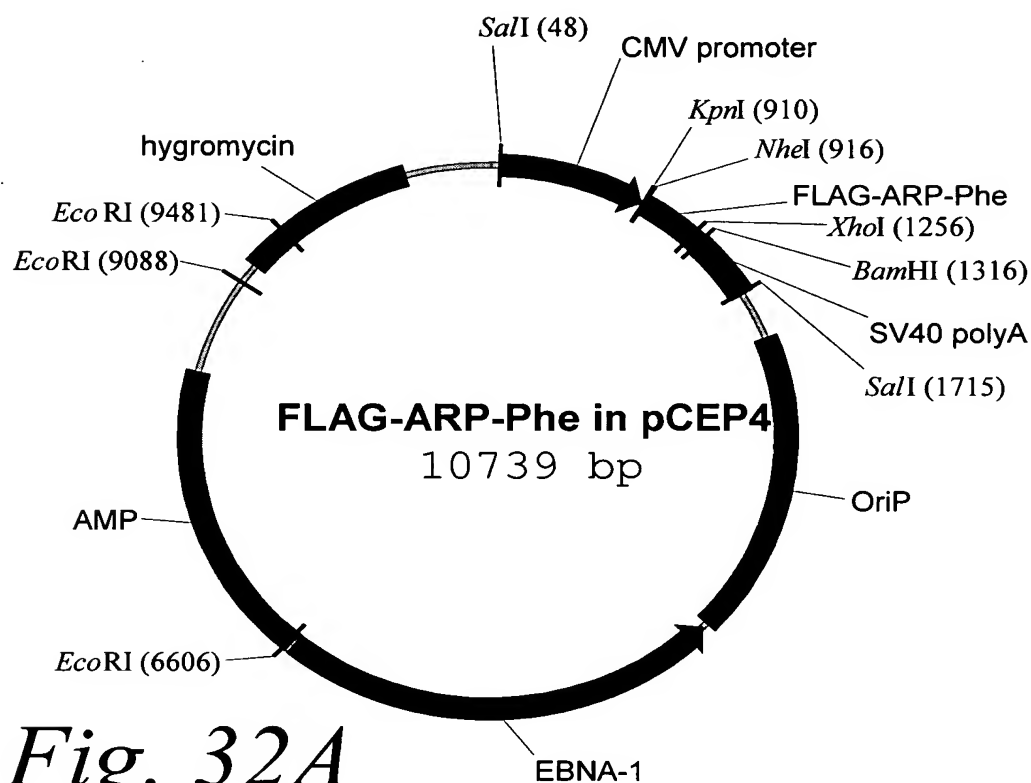 SalI (48)
CMV promoter
KpnI (910)
NheI (916)
FLAG-ARP-Phe
XhoI (1256)
BamHI (1316)
SV40 polyA
SalI (1715)
OriP
EBNA-1
EcoRI (6606)
AMP
EcoRI (9088)
EcoRI (9481)
hygromycin
FLAG-ARP-Phe in pCEP4
10739 bp
Fig. 32A